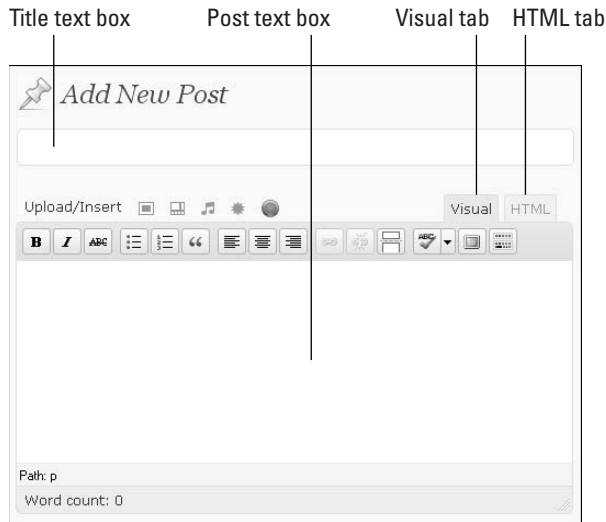 Title text box Post text box Visual tab HTML tab
Add New Post
Upload/Insert Visual HTML
B I ABC ABC
Path: p
Word count: 0